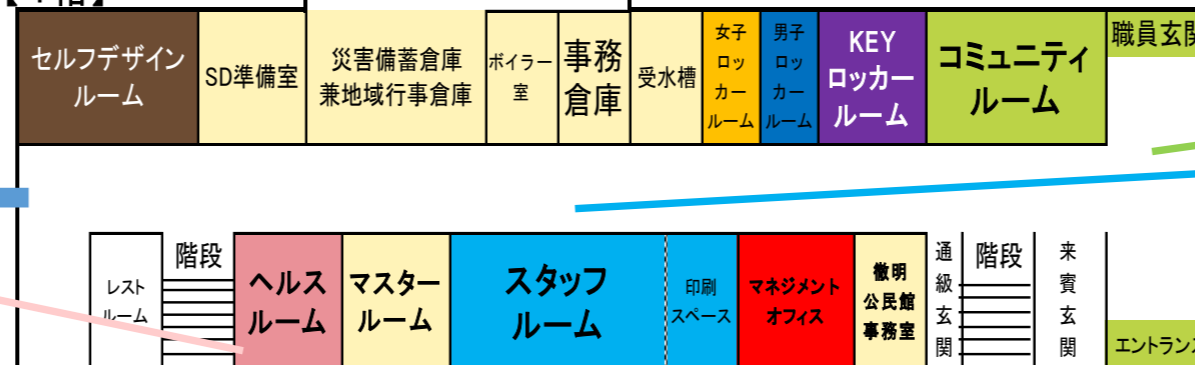 セルフデザイン
ルーム
SD準備室
災害備蓄倉庫
兼地域行事倉庫
ボイラー
室
事務
倉庫
受水槽
女子
ロッ
カー
ルーム
男子
ロッ
カー
ルーム
KEY
ロッカー
ルーム
コミュニティ
ルーム
職員玄関
レスト
ルーム
階段
ヘルス
ルーム
マスター
ルーム
スタッフ
ルーム
印刷
スペース
マネジメント
オフィス
徹明
公民館
事務室
通
級
玄
関
階段
来
賓
玄
関
エントランス